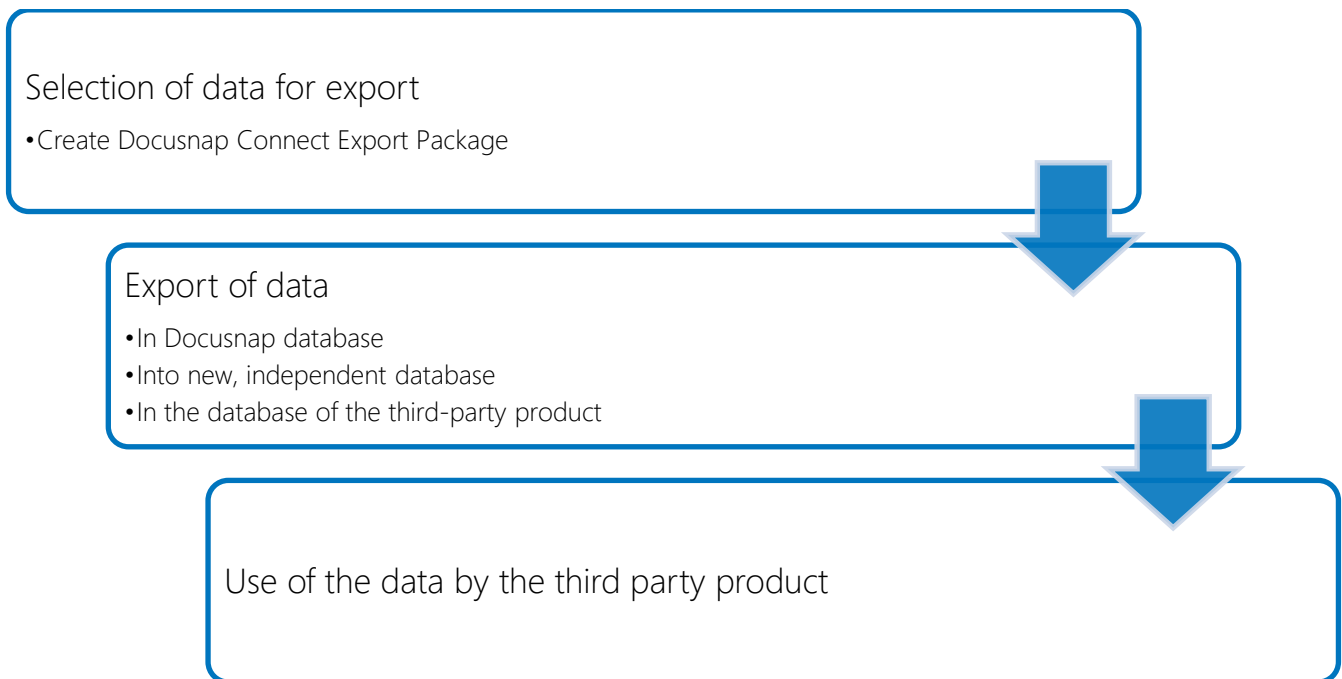 Selection of data for export
•Create Docusnap Connect Export Package
Export of data
•In Docusnap database
•Into new, independent database
•In the database of the third-party product
Use of the data by the third party product